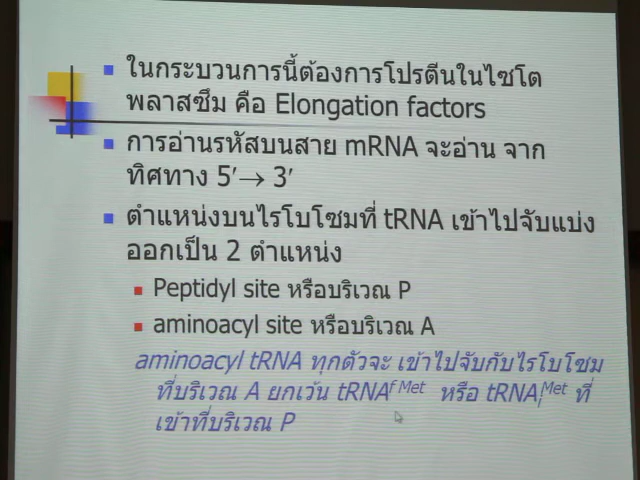 ในกระบวนการนี้ต้องการโปรตีนในไซโต
พลาสซึม คือ Elongation factors
การอ่านรหัสบนสาย mRNA จะอ่าน จาก
ทิศทาง 5′→ 3′
ตำแหน่งบนไรโบโซมที่ tRNA เข้าไปจับแบ่ง
ออกเป็น 2 ตำแหน่ง
Peptidyl site หรือบริเวณ P
aminoacyl site หรือบริเวณ A
aminoacyl tRNA ทุกตัวจะ เข้าไปจับกับไรโบโซม
ที่บริเวณ A ยกเว้น tRNAᶠ ᴹᵉᵗ หรือ tRNAᵢᴹᵉᵗ ที่
เข้าที่บริเวณ P